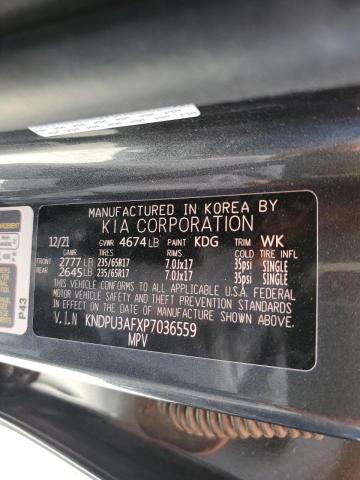 MANUFACTURED IN KOREA BY
KIA CORPORATION
12/21 GVWR 4674LB PAINT KDG TRIM WK
GAWR TIRES RIMS COLD TIRE
FRONT 2777LB 235/65R17 7.0Jx17 35psi SINGLE
REAR 2645LB 235/65R17 7.0Jx17 35psi SINGLE
THIS VEHICLE CONFORMS TO ALL APPLICABLE U.S.A. FEDERAL
MOTOR VEHICLE SAFETY, BUMPER, AND THEFT PREVENTION
STANDARDS IN EFFECT ON THE DATE OF MANUFACTURE SHOWN ABOVE.
V.I.N KNDPU3AFXP7036559
MPV
P43